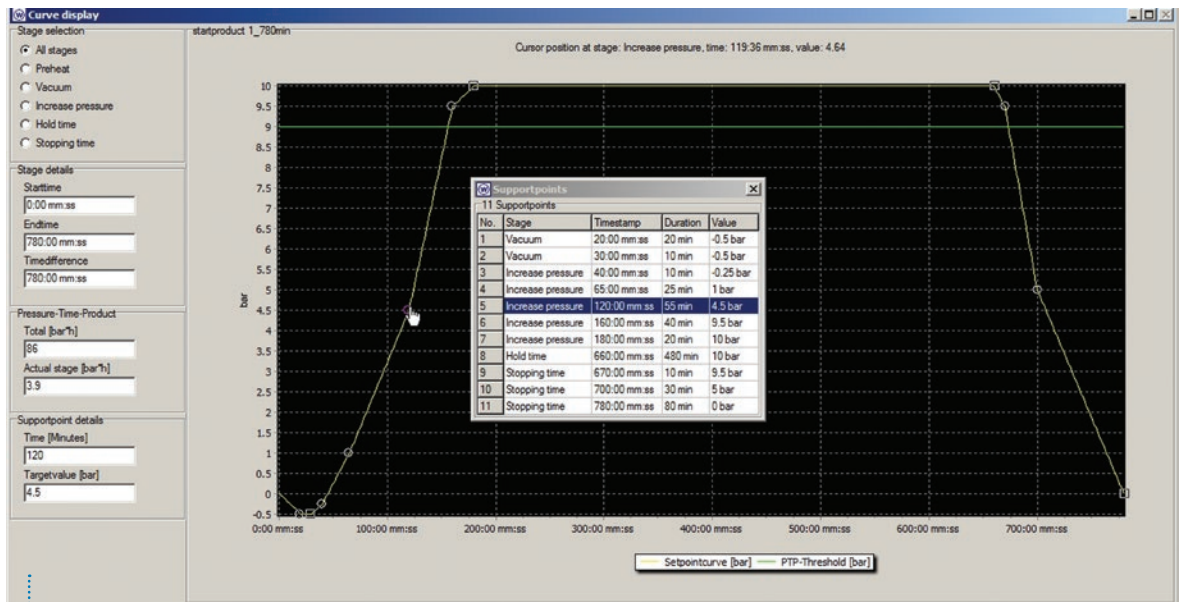 Curve display
Stage selection
All stages
Preheat
Vacuum
Increase pressure
Hold time
Stopping time
Stage details
Starttime
0:00 mm:ss
Endtime
780:00 mm:ss
Timedifference
780:00 mm:ss
Pressure-Time-Product
Total [bar*h]
86
Actual stage [bar*h]
3.9
Supportpoint details
Time [Minutes]
120
Targetvalue [bar]
4.5
startproduct 1_780min
Cursor position at stage: Increase pressure, time: 119:36 mm:ss, value: 4.64
bar
10
9.5
9
8.5
8
7.5
7
6.5
6
5.5
5
4.5
4
3.5
3
2.5
2
1.5
1
0.5
0
-0.5
0:00 mm:ss 100:00 mm:ss 200:00 mm:ss 300:00 mm:ss 400:00 mm:ss 500:00 mm:ss 600:00 mm:ss 700:00 mm:ss
Supportpoints
11 Supportpoints
No. Stage Timestamp Duration Value
1 Vacuum 20:00 mm:ss 20 min -0.5 bar
2 Vacuum 30:00 mm:ss 10 min -0.5 bar
3 Increase pressure 40:00 mm:ss 10 min -0.25 bar
4 Increase pressure 65:00 mm:ss 25 min 1 bar
5 Increase pressure 120:00 mm:ss 55 min 4.5 bar
6 Increase pressure 160:00 mm:ss 40 min 9.5 bar
7 Increase pressure 180:00 mm:ss 20 min 10 bar
8 Hold time 660:00 mm:ss 480 min 10 bar
9 Stopping time 670:00 mm:ss 10 min 9.5 bar
10 Stopping time 700:00 mm:ss 30 min 5 bar
11 Stopping time 780:00 mm:ss 80 min 0 bar
Setpointcurve [bar] PTP-Threshold [bar]